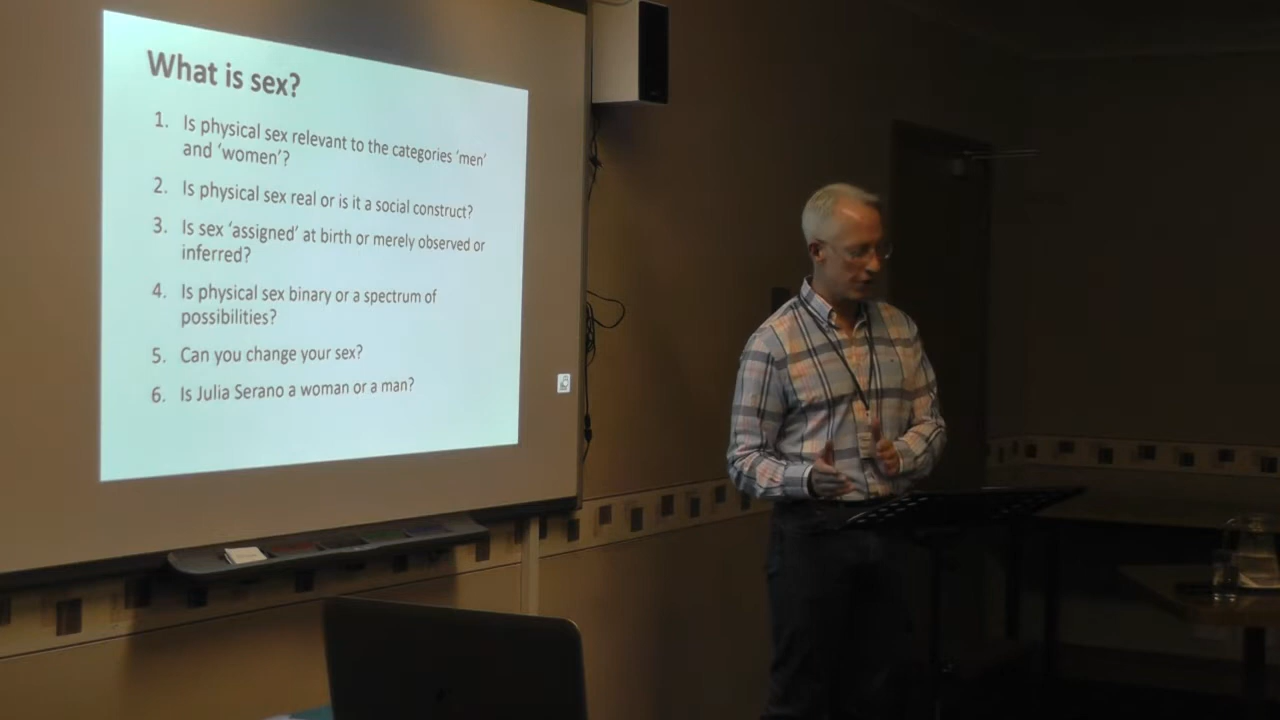 What is sex?
1. Is physical sex relevant to the categories ‘men’
and ‘women’?
2. Is physical sex real or is it a social construct?
3. Is sex ‘assigned’ at birth or merely observed or
inferred?
4. Is physical sex binary or a spectrum of
possibilities?
5. Can you change your sex?
6. Is Julia Serano a woman or a man?